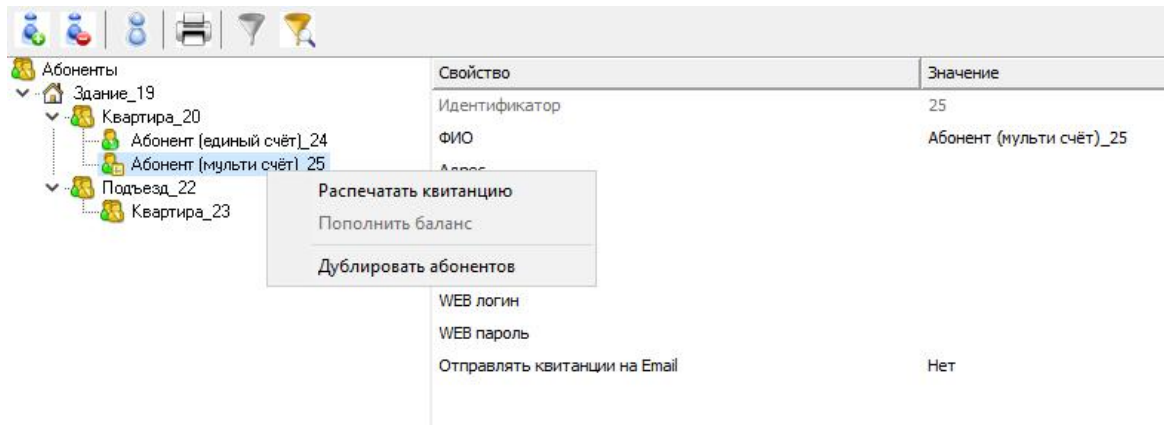 Абоненты
Здание_19
Квартира_20
Абонент (единый счёт)_24
Абонент (мульти счёт)_25
Подъезд_22
Квартира_23
Распечатать квитанцию
Пополнить баланс
Дублировать абонентов
Свойство Значение
Идентификатор 25
ФИО Абонент (мульти счёт)_25
Адрес
WEB логин
WEB пароль
Отправлять квитанции на Email Нет